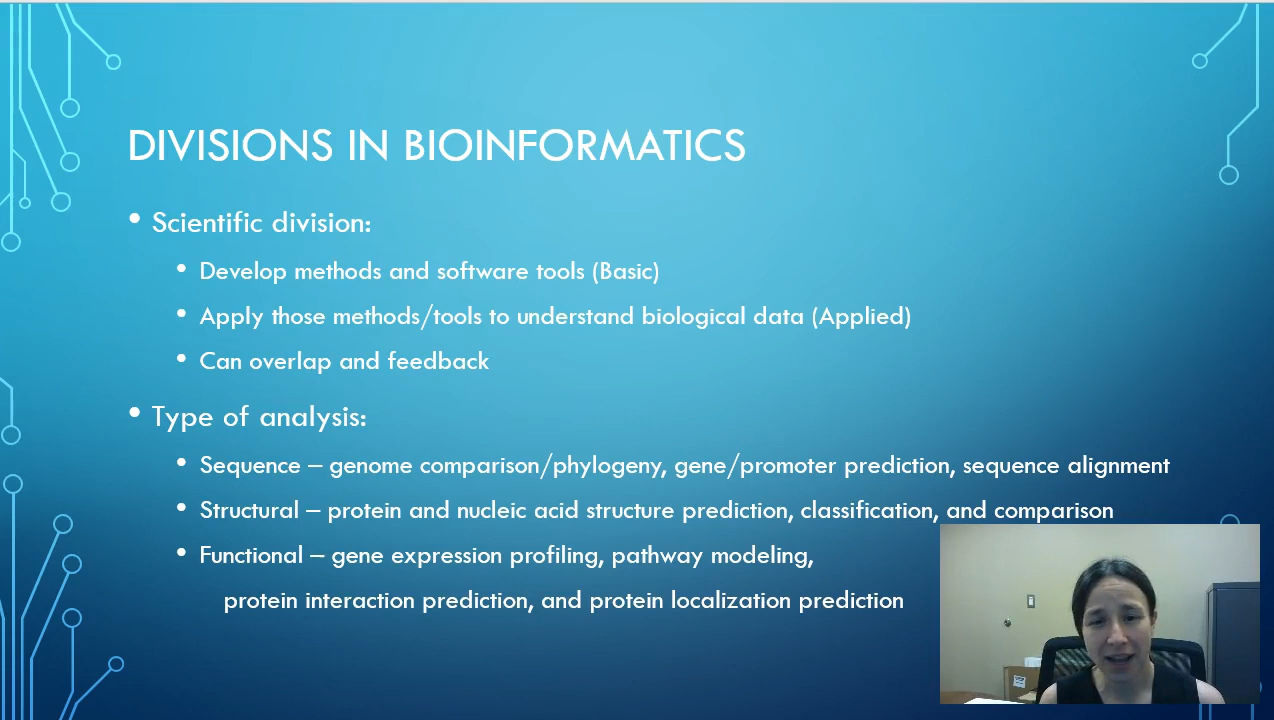 DIVISIONS IN BIOINFORMATICS
• Scientific division:
• Develop methods and software tools (Basic)
• Apply those methods/tools to understand biological data (Applied)
• Can overlap and feedback
• Type of analysis:
• Sequence – genome comparison/phylogeny, gene/promoter prediction, sequence alignment
• Structural – protein and nucleic acid structure prediction, classification, and comparison
• Functional – gene expression profiling, pathway modeling,
protein interaction prediction, and protein localization prediction